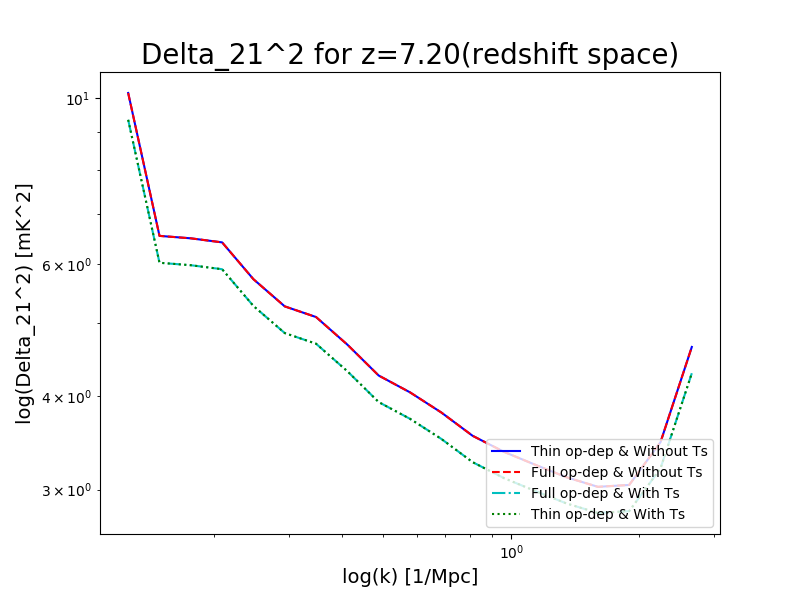 Delta_21^2 for z=7.20(redshift space)
log(Delta_21^2) [mK^2]
10^1
6 × 10^0
4 × 10^0
3 × 10^0
Thin op-dep & Without Ts
Full op-dep & Without Ts
Full op-dep & With Ts
Thin op-dep & With Ts
10^0
log(k) [1/Mpc]